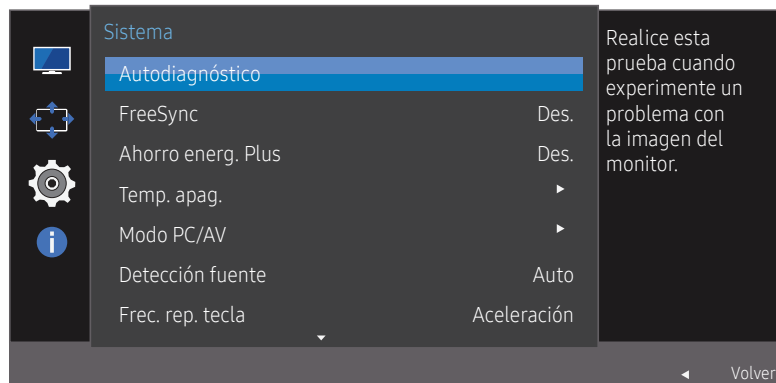 Sistema
Autodiagnóstico
FreeSync Des.
Ahorro energ. Plus Des.
Temp. apag.
Modo PC/AV
Detección fuente Auto
Frec. rep. tecla Aceleración
Realice esta
prueba cuando
experimente un
problema con
la imagen del
monitor.
Volver